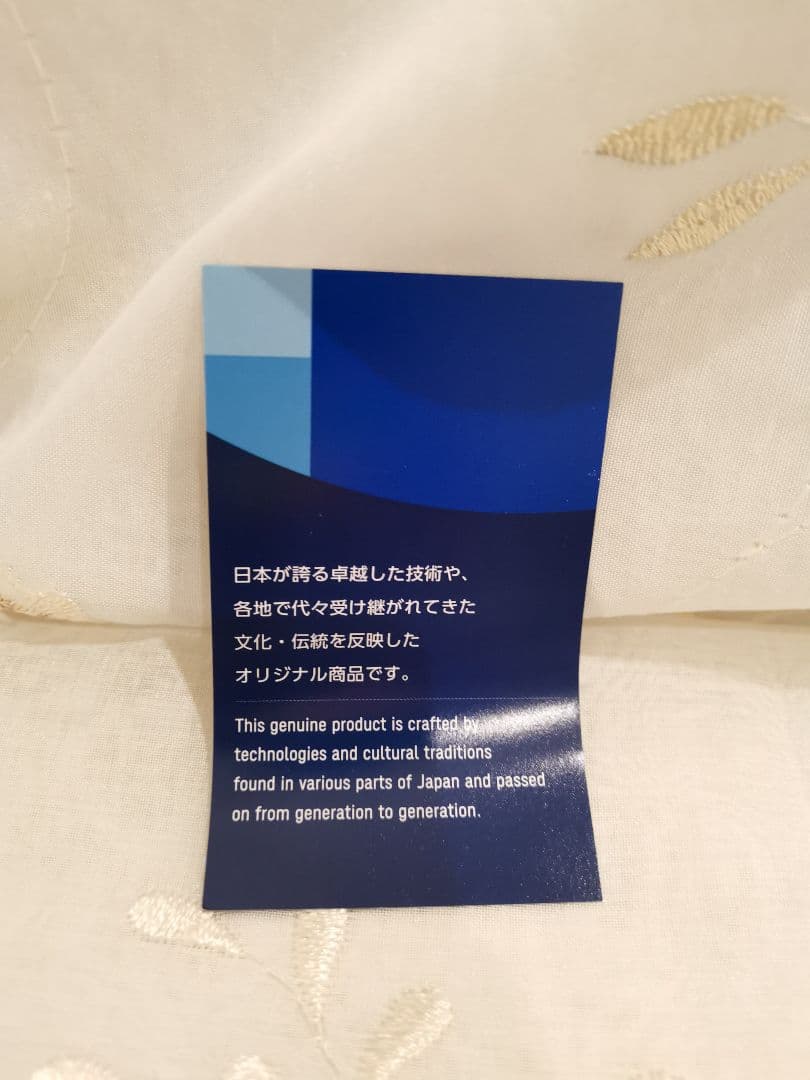 日本が誇る卓越した技術や、
各地で代々受け継がれてきた
文化・伝統を反映した
オリジナル商品です。
This genuine product is crafted by
technologies and cultural traditions
found in various parts of Japan and passed
on from generation to generation.